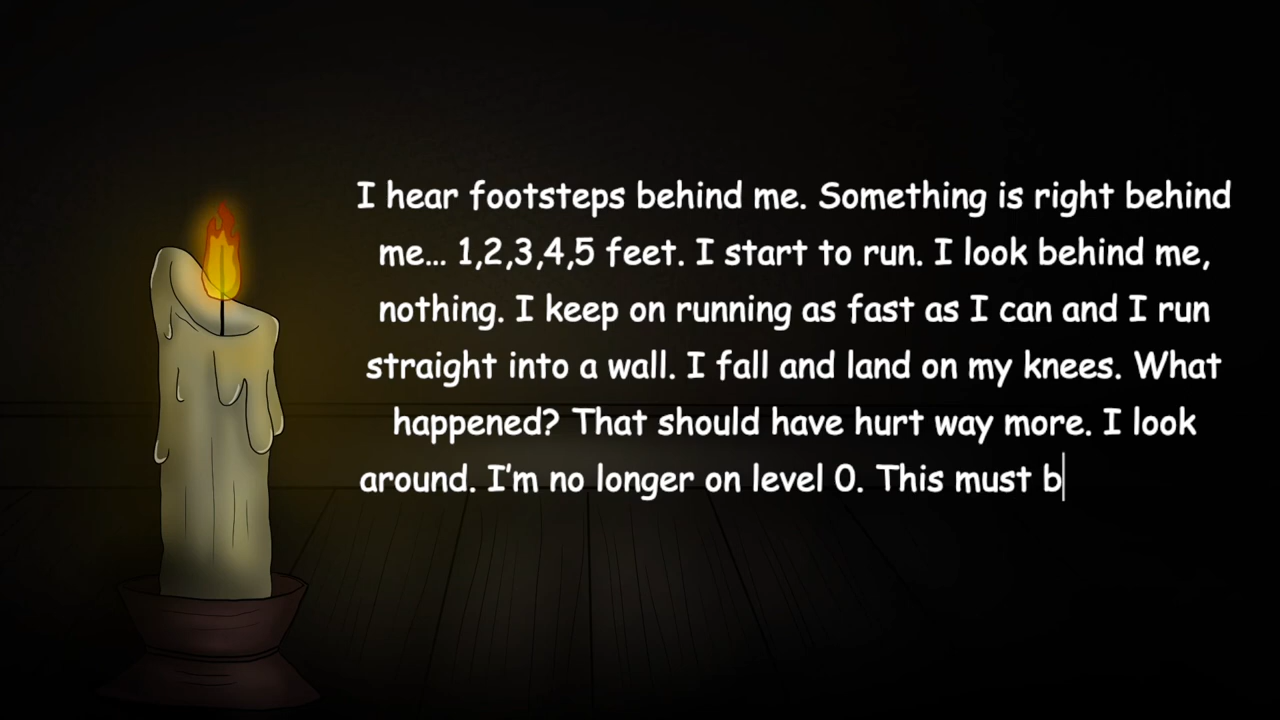 I hear footsteps behind me. Something is right behind
me... 1,2,3,4,5 feet. I start to run. I look behind me,
nothing. I keep on running as fast as I can and I run
straight into a wall. I fall and land on my knees. What
happened? That should have hurt way more. I look
around. I'm no longer on level 0. This must b